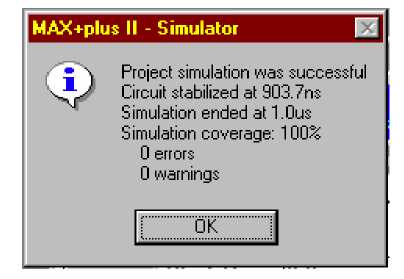 MAX+plus II - Simulator
Project simulation was successful
Circuit stabilized at 903.7ns
Simulation ended at 1.0us
Simulation coverage: 100%
0 errors
0 warnings
OK